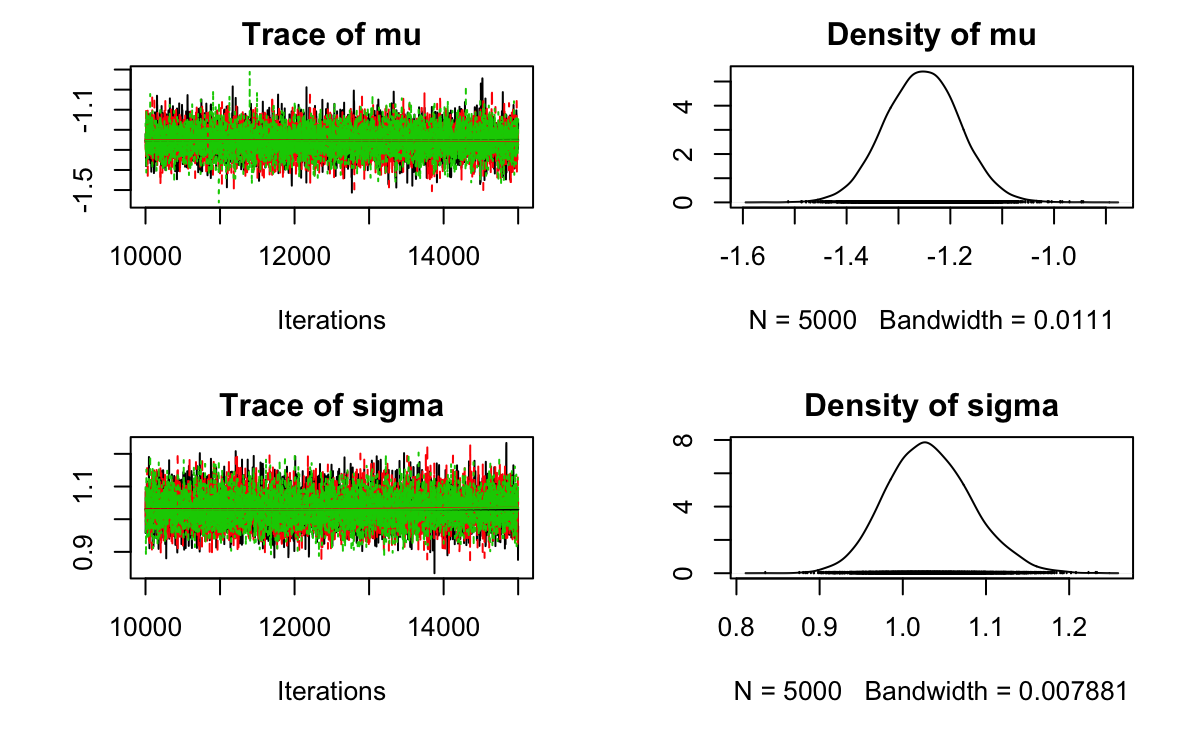 Trace of mu
-1.1
-1.5
10000 12000 14000
Iterations
Density of mu
4
2
0
-1.6 -1.4 -1.2 -1.0
N = 5000 Bandwidth = 0.0111
Trace of sigma
1.1
0.9
10000 12000 14000
Iterations
Density of sigma
8
4
0
0.8 0.9 1.0 1.1 1.2
N = 5000 Bandwidth = 0.007881